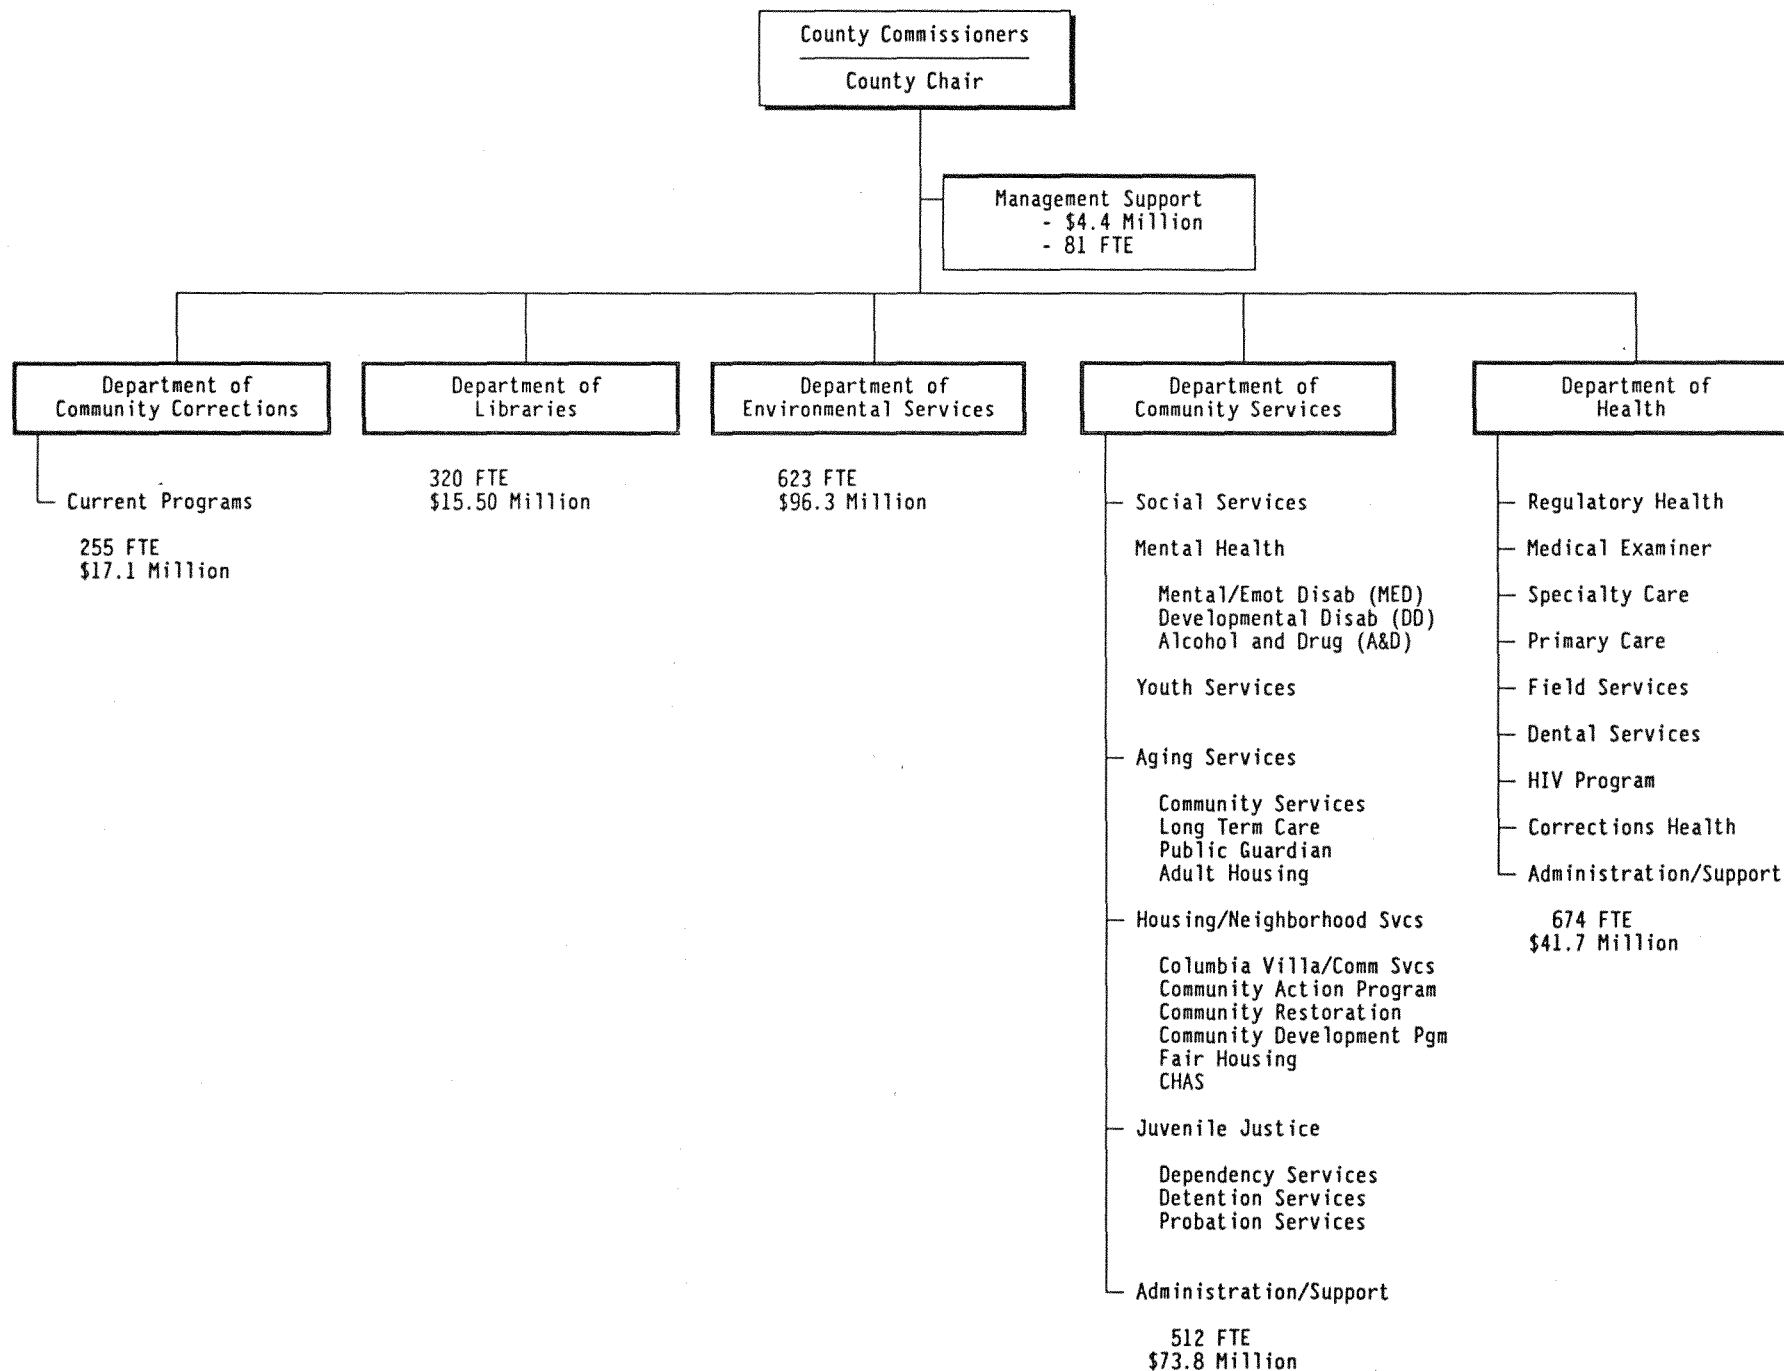 County Commissioners
County Chair
Management Support
- $4.4 Million
- 81 FTE
Department of
Community Corrections
Current Programs
255 FTE
$17.1 Million
Department of
Libraries
320 FTE
$15.50 Million
Department of
Environmental Services
623 FTE
$96.3 Million
Department of
Community Services
Social Services
Mental Health
Mental/Emot Disab (MED)
Developmental Disab (DD)
Alcohol and Drug (A&D)
Youth Services
Aging Services
Community Services
Long Term Care
Public Guardian
Adult Housing
Housing/Neighborhood Svcs
Columbia Villa/Comm Svcs
Community Action Program
Community Restoration
Community Development Pgm
Fair Housing
CHAS
Juvenile Justice
Dependency Services
Detention Services
Probation Services
Administration/Support
512 FTE
$73.8 Million
Department of
Health
Regulatory Health
Medical Examiner
Specialty Care
Primary Care
Field Services
Dental Services
HIV Program
Corrections Health
Administration/Support
674 FTE
$41.7 Million